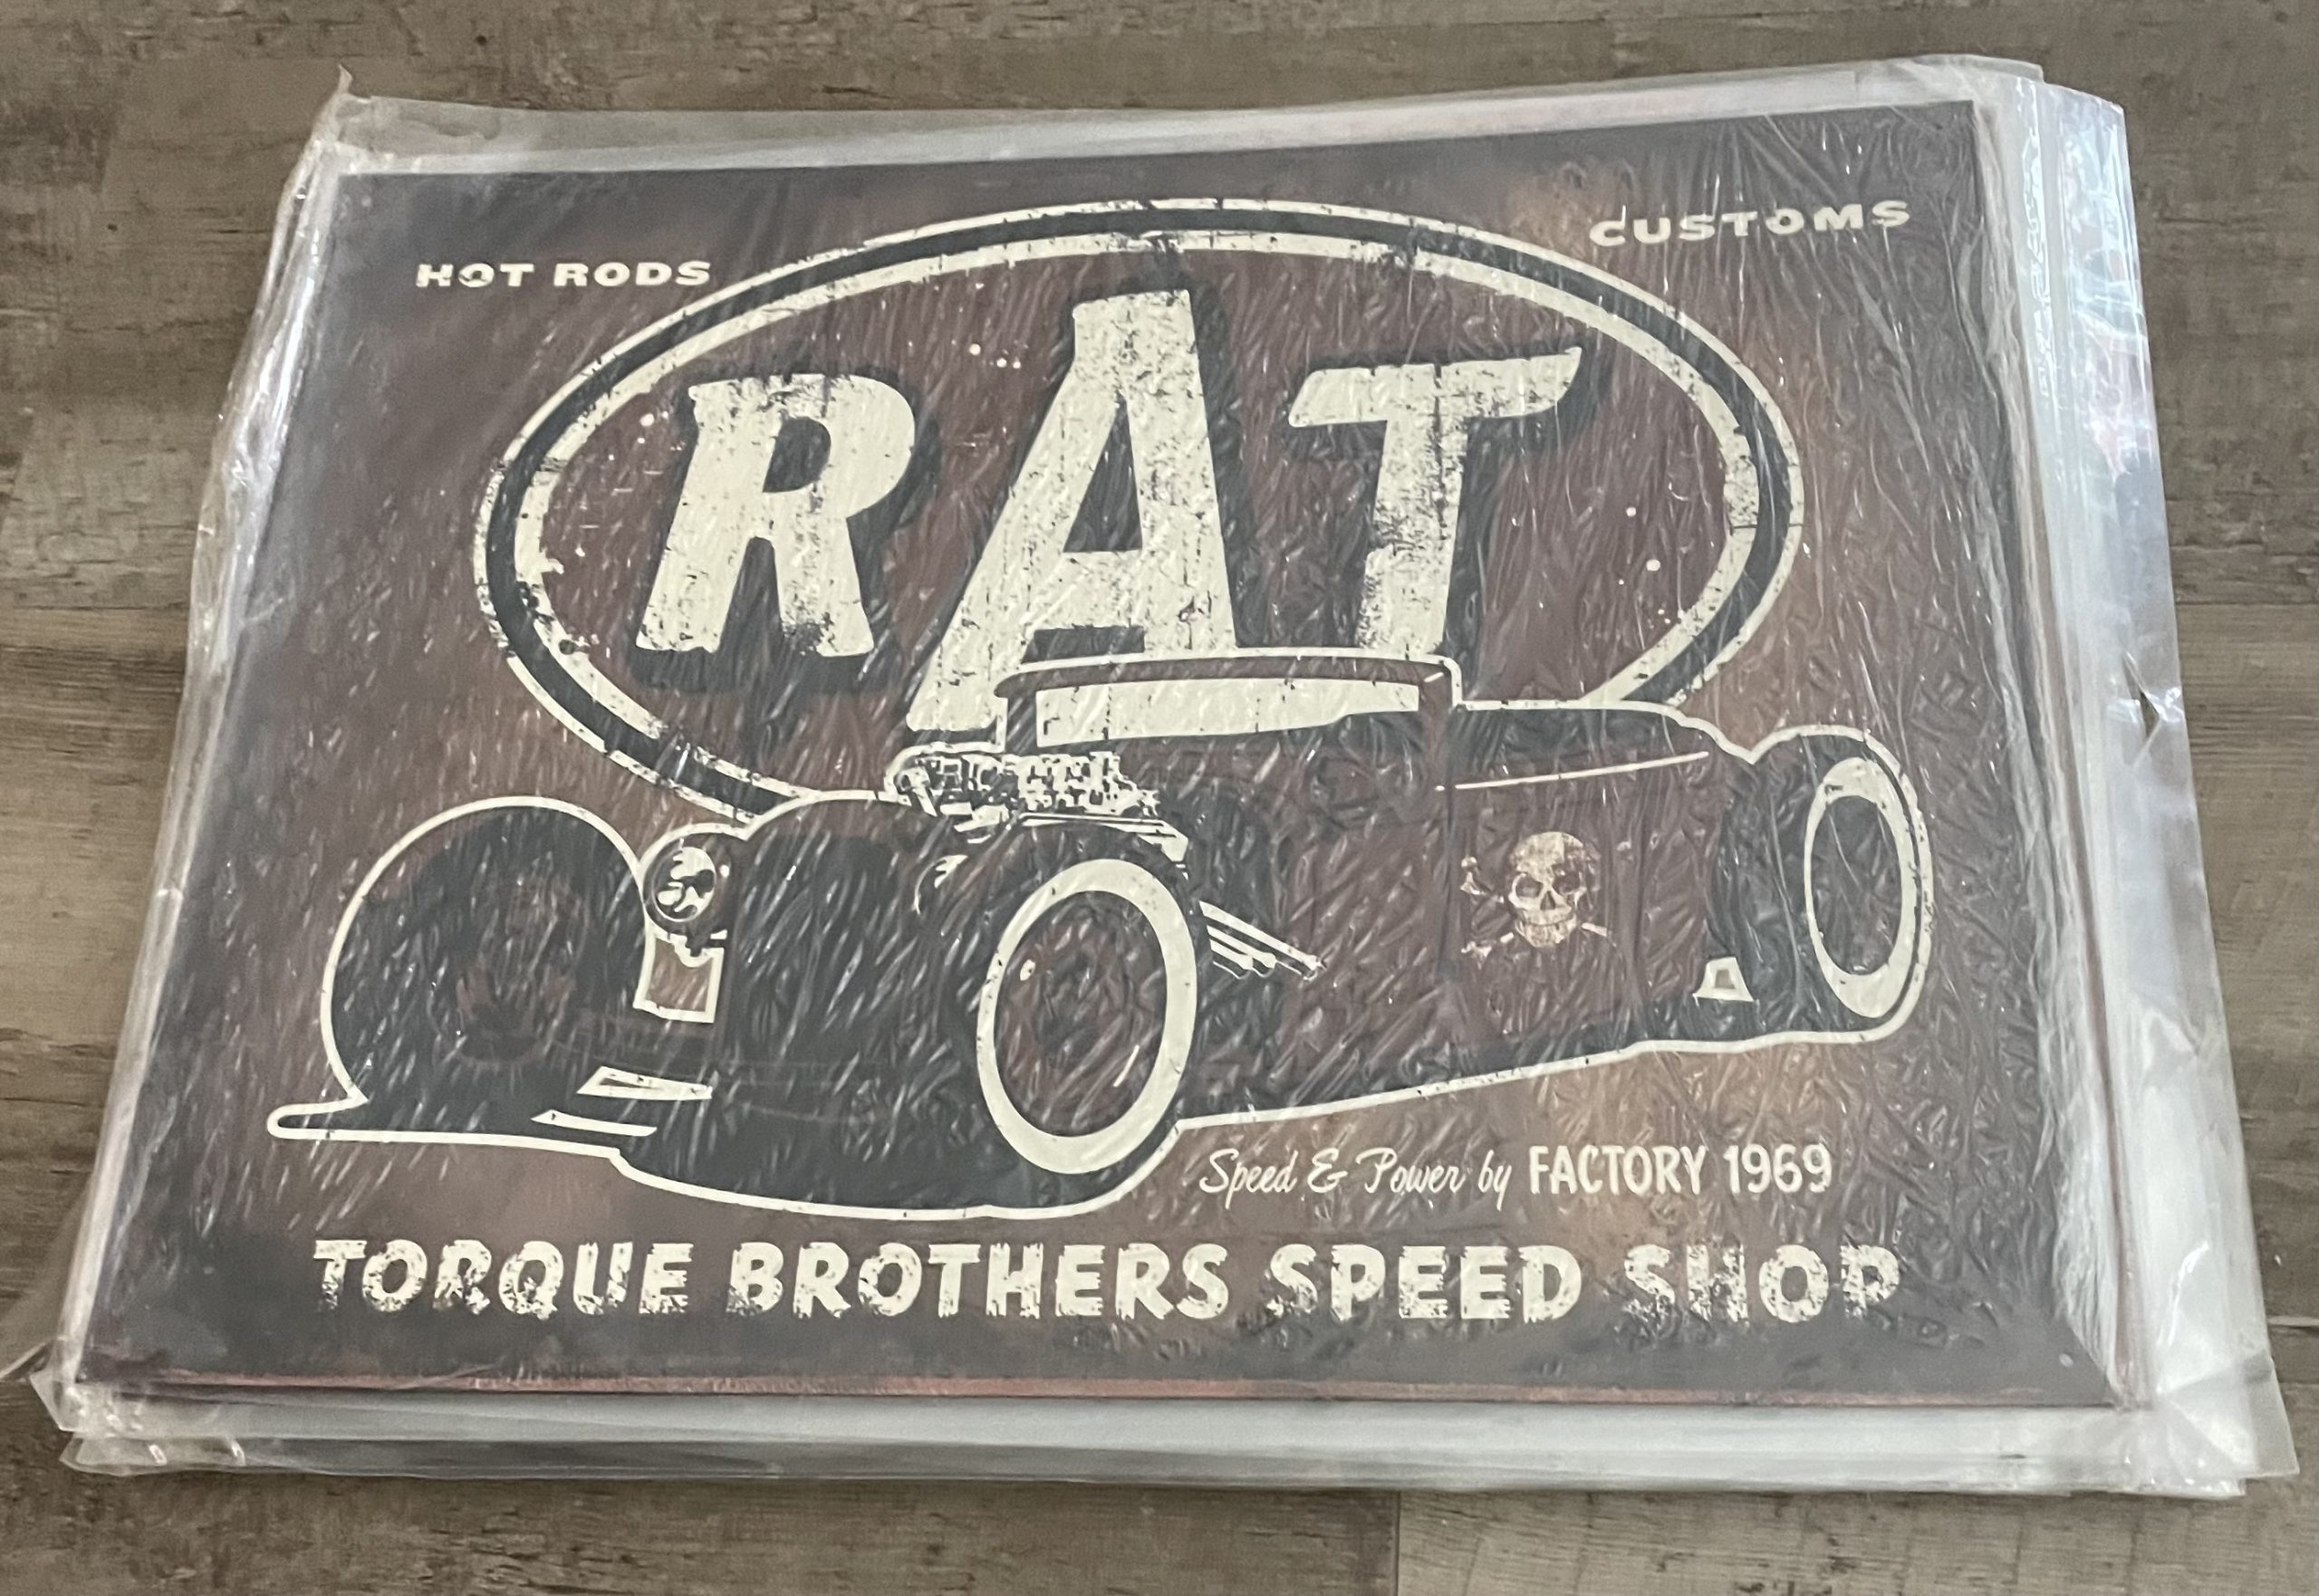 HOT RODS
CUSTOMS
RAT
Speed & Power by FACTORY 1969
TORQUE BROTHERS SPEED SHOP